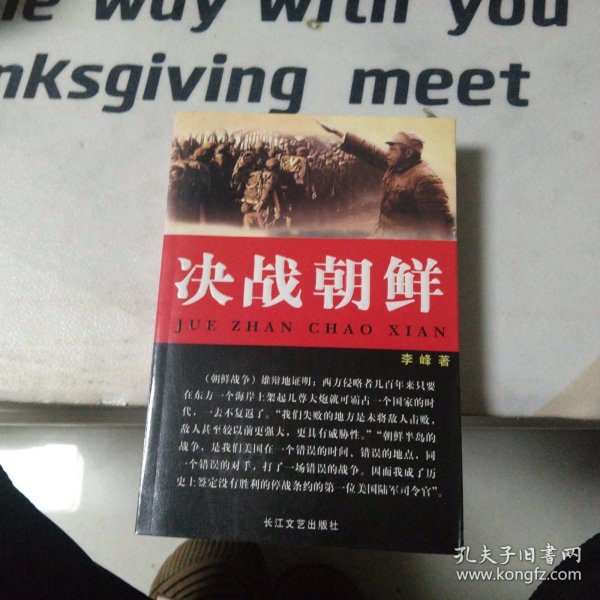 he way with you
nksgiving meet
决战朝鲜
JUE ZHAN CHAO XIAN
李峰 著
（朝鲜战争）雄辩地证明：西方侵略者几百年来只要
在东方一个海岸上架起几尊大炮就可霸占一个国家的时
代，一去不复返了。“我们失败的地方是未将敌人击败，
敌人甚至较以前更强大，更具有威胁性。”“朝鲜半岛的
战争，是我们美国在一个错误的时间、错误的地点，同
一个错误的对手，打了一场错误的战争。因而我成了历
史上签定没有胜利的停战条约的第一位美国陆军司令官”。
长江文艺出版社
孔夫子旧书网
www.kongfz.com